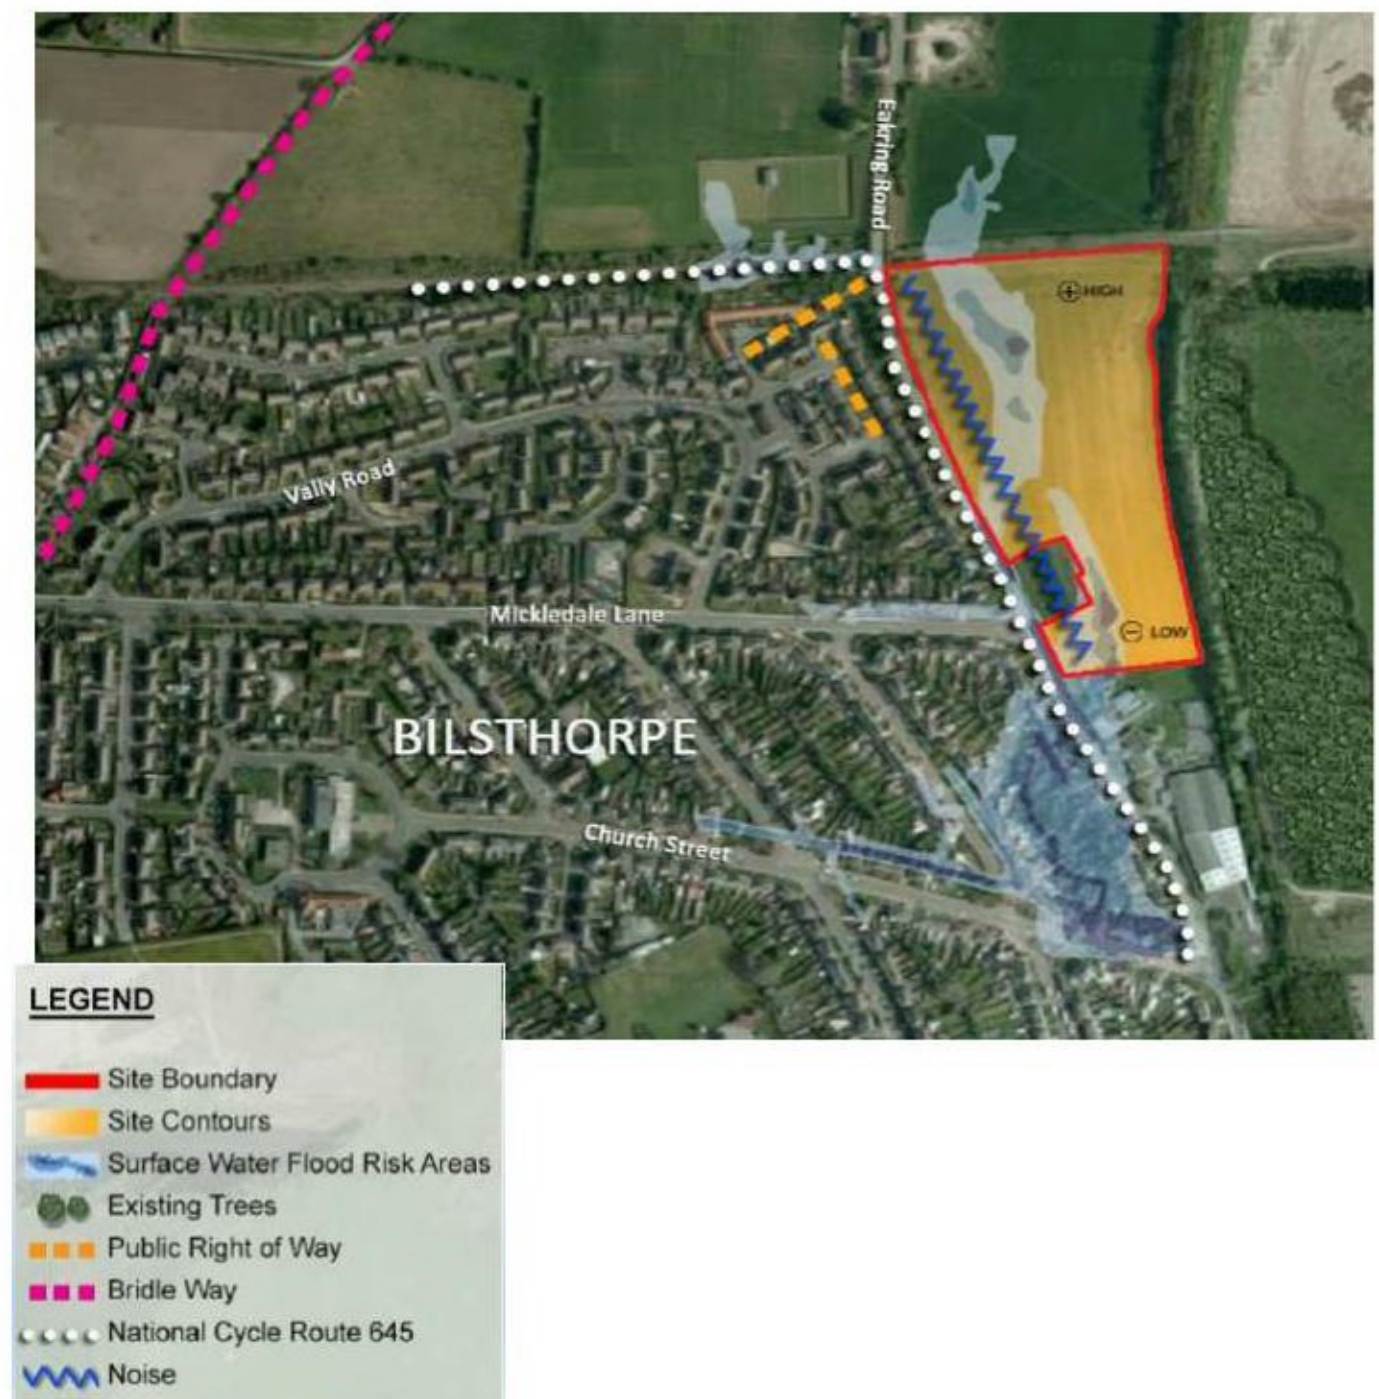 Eakring Road
HIGH
Vally Road
Mickledale Lane
LOW
BILSTHORPE
Church Street
LEGEND
Site Boundary
Site Contours
Surface Water Flood Risk Areas
Existing Trees
Public Right of Way
Bridle Way
National Cycle Route 645
Noise